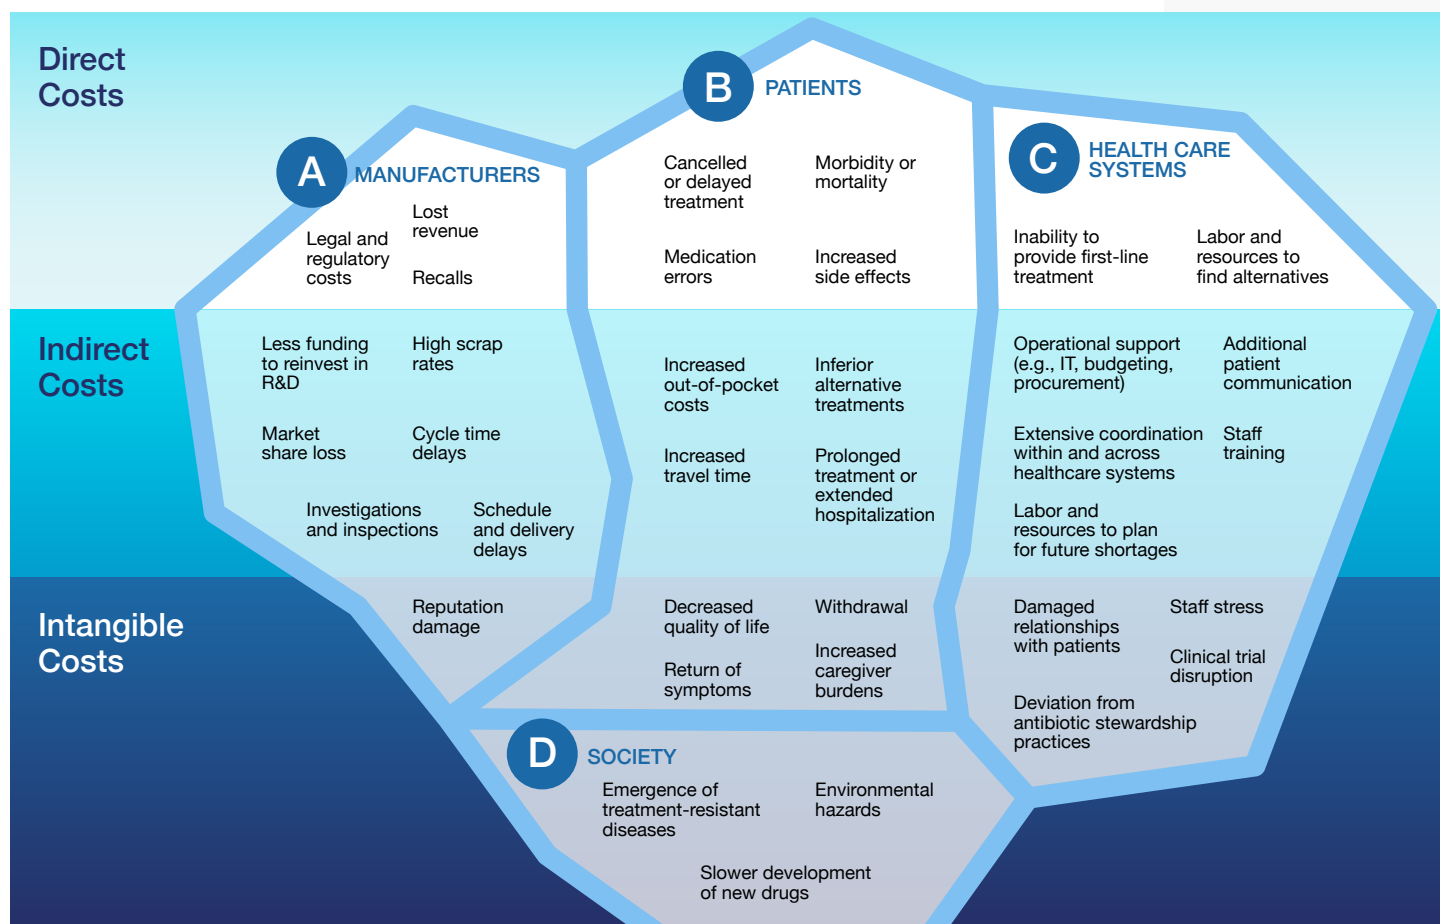 Direct
Costs
A
MANUFACTURERS
Lost
revenue
Legal and
regulatory
costs
Recalls
B
PATIENTS
Cancelled
or delayed
treatment
Morbidity or
mortality
Medication
errors
Increased
side effects
C
HEALTH CARE
SYSTEMS
Inability to
provide first-line
treatment
Labor and
resources to
find alternatives
Indirect
Costs
Less funding
to reinvest in
R&D
High scrap
rates
Market
share loss
Cycle time
delays
Investigations
and inspections
Schedule
and delivery
delays
Increased
out-of-pocket
costs
Inferior
alternative
treatments
Increased
travel time
Prolonged
treatment or
extended
hospitalization
Operational support
(e.g., IT, budgeting,
procurement)
Additional
patient
communication
Extensive coordination
within and across
healthcare systems
Staff
training
Labor and
resources to plan
for future shortages
Intangible
Costs
Reputation
damage
Decreased
quality of life
Withdrawal
Return of
symptoms
Increased
caregiver
burdens
Damaged
relationships
with patients
Staff stress
Clinical trial
disruption
Deviation from
antibiotic stewardship
practices
D
SOCIETY
Emergence of
treatment-resistant
diseases
Environmental
hazards
Slower development
of new drugs